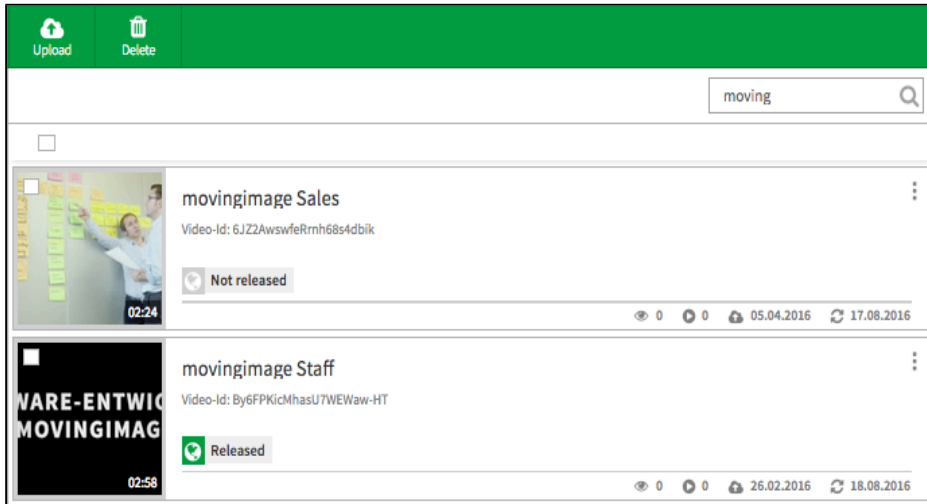 Upload
Delete
moving
movingimage Sales
Video-Id: 6JZ2AwswfeRrnh68s4dbik
Not released
02:24
0 0 05.04.2016 17.08.2016
movingimage Staff
Video-Id: By6FPKicMhasU7WEWaw-HT
WARE-ENTWIC
MOVINGIMAG
Released
02:58
0 0 26.02.2016 18.08.2016